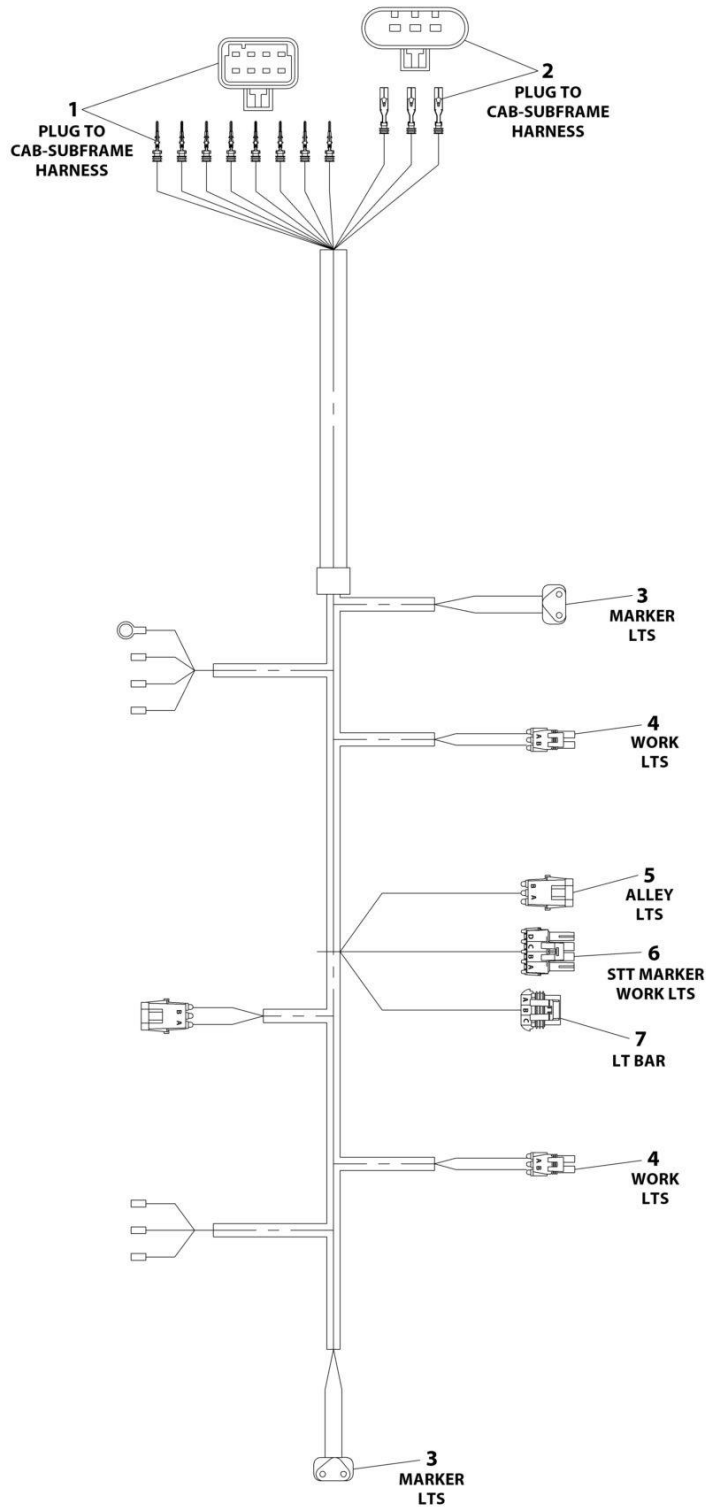 1
PLUG TO
CAB-SUBFRAME
HARNESS
2
PLUG TO
CAB-SUBFRAME
HARNESS
3
MARKER
LTS
4
WORK
LTS
A
B
5
ALLEY
LTS
B
A
6
STT MARKER
WORK LTS
D
C
B
A
7
LT BAR
A
B
C
B
A
4
WORK
LTS
A
B
3
MARKER
LTS